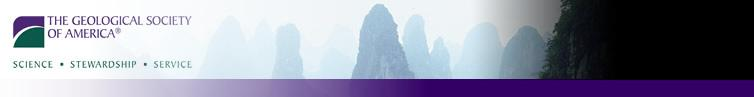 THE GEOLOGICAL SOCIETY
OF AMERICA®
SCIENCE • STEWARDSHIP • SERVICE